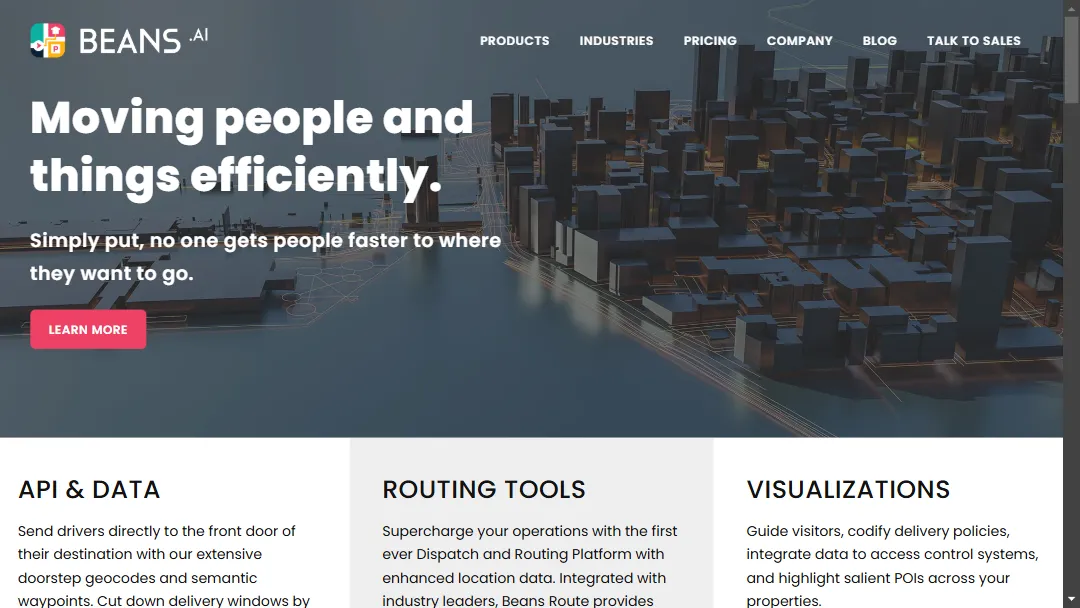 BEANS .AI
PRODUCTS INDUSTRIES PRICING COMPANY BLOG TALK TO SALES
Moving people and
things efficiently.
Simply put, no one gets people faster to where
they want to go.
LEARN MORE
API & DATA
Send drivers directly to the front door of
their destination with our extensive
doorstep geocodes and semantic
waypoints. Cut down delivery windows by
ROUTING TOOLS
Supercharge your operations with the first
ever Dispatch and Routing Platform with
enhanced location data. Integrated with
industry leaders, Beans Route provides
VISUALIZATIONS
Guide visitors, codify delivery policies,
integrate data to access control systems,
and highlight salient POIs across your
properties.